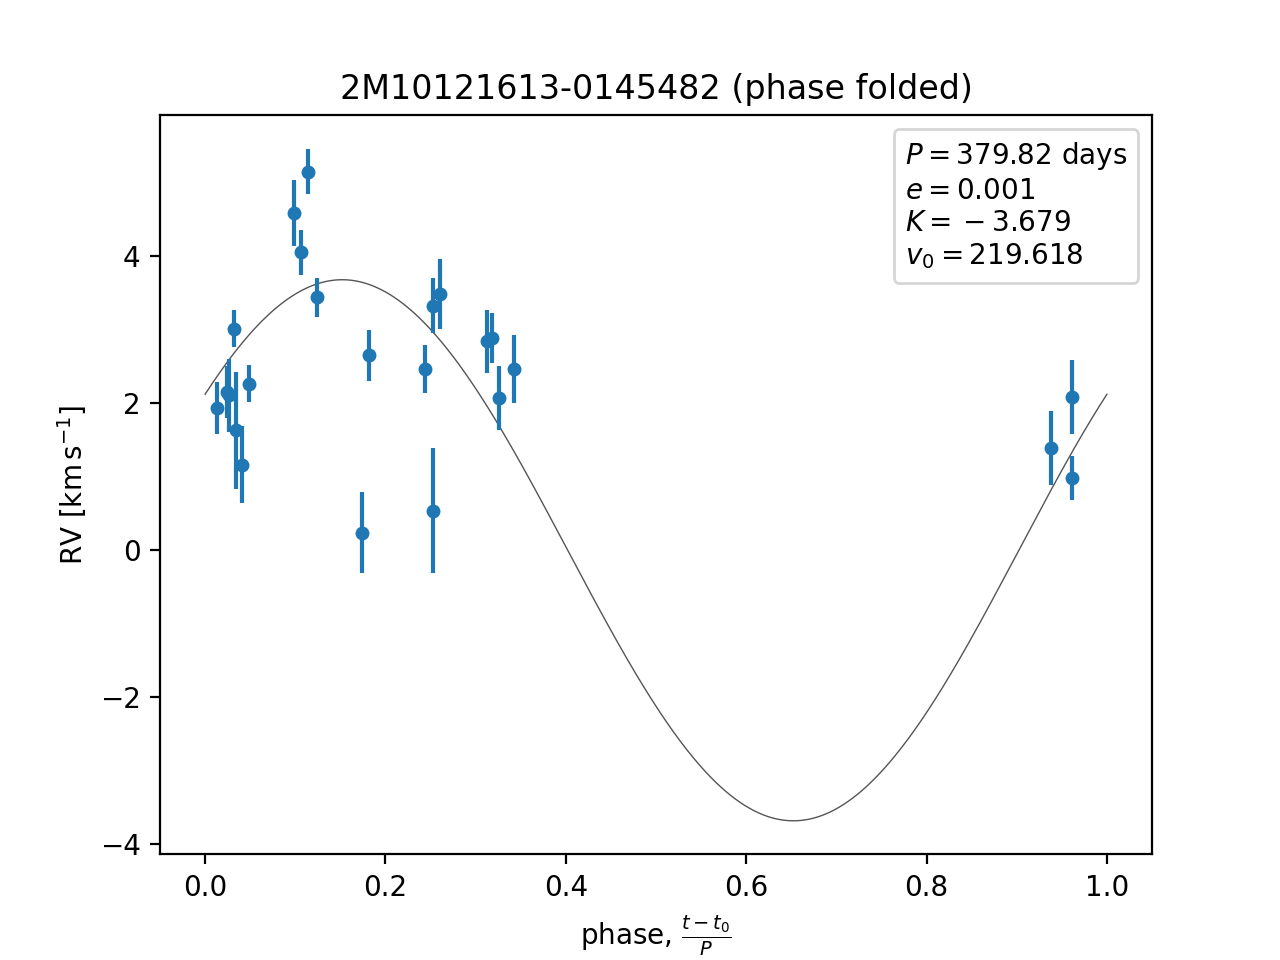 2M10121613-0145482 (phase folded)
P = 379.82 days
e = 0.001
K = −3.679
v₀ = 219.618
RV [km s⁻¹]
4
2
0
−2
−4
0.0 0.2 0.4 0.6 0.8 1.0
phase, (t − t₀)/P